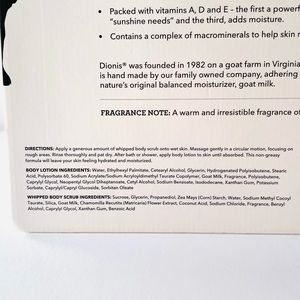 • Packed with vitamins A, D and E – the first a powerf
"sunshine needs" and the third, adds moisture.
• Contains a complex of macrominerals to help skin r
Dionis® was founded in 1982 on a goat farm in Virginia
is hand made by our family owned company, adhering
nature's original balanced moisturizer, goat milk.
FRAGRANCE NOTE: A warm and irresistible fragrance o
DIRECTIONS: Apply a generous amount of whipped body scrub onto wet skin. Massage gently in a circular motion, focusing on
rough areas. Rinse thoroughly and pat dry. After bath or shower, apply body lotion to skin until absorbed. This non-greasy
formula will leave your skin feeling hydrated and moisturized.
BODY LOTION INGREDIENTS: Water, Ethylhexyl Palmitate, Cetearyl Alcohol, Glycerin, Hydrogenated Polyisobutene, Stearic
Acid, Polysorbate 60, Sodium Acrylate/Sodium Acryloyldimethyl Taurate Copolymer, Goat Milk, Fragrance, Polyisobutene,
Caprylyl Glycol, Neopentyl Glycol Diheptanoate, Cetyl Alcohol, Sodium Benzoate, Isododecane, Xanthan Gum, Potassium
Sorbate, Caprylyl/Capryl Glucoside, Sorbitan Oleate
WHIPPED BODY SCRUB INGREDIENTS: Sucrose, Glycerin, Propanediol, Zea Mays (Corn) Starch, Water, Sodium Methyl Cocoyl
Taurate, Silica, Goat Milk, Chamomilla Recutita (Matricaria) Flower Extract, Coconut Acid, Sodium Chloride, Fragrance, Benzyl
Alcohol, Caprylyl Glycol, Xanthan Gum, Benzoic Acid